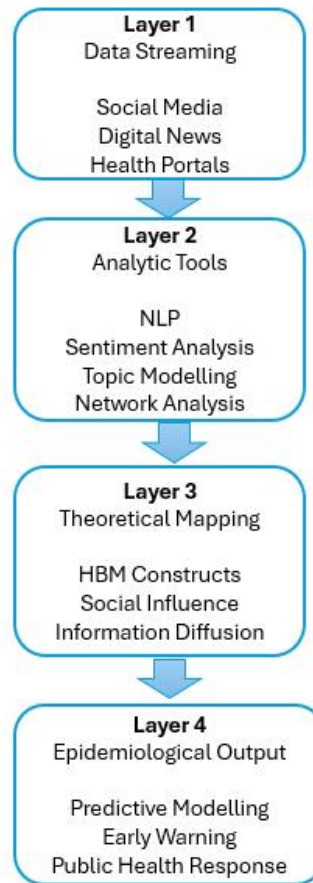 Layer 1
Data Streaming
Social Media
Digital News
Health Portals
Layer 2
Analytic Tools
NLP
Sentiment Analysis
Topic Modelling
Network Analysis
Layer 3
Theoretical Mapping
HBM Constructs
Social Influence
Information Diffusion
Layer 4
Epidemiological Output
Predictive Modelling
Early Warning
Public Health Response